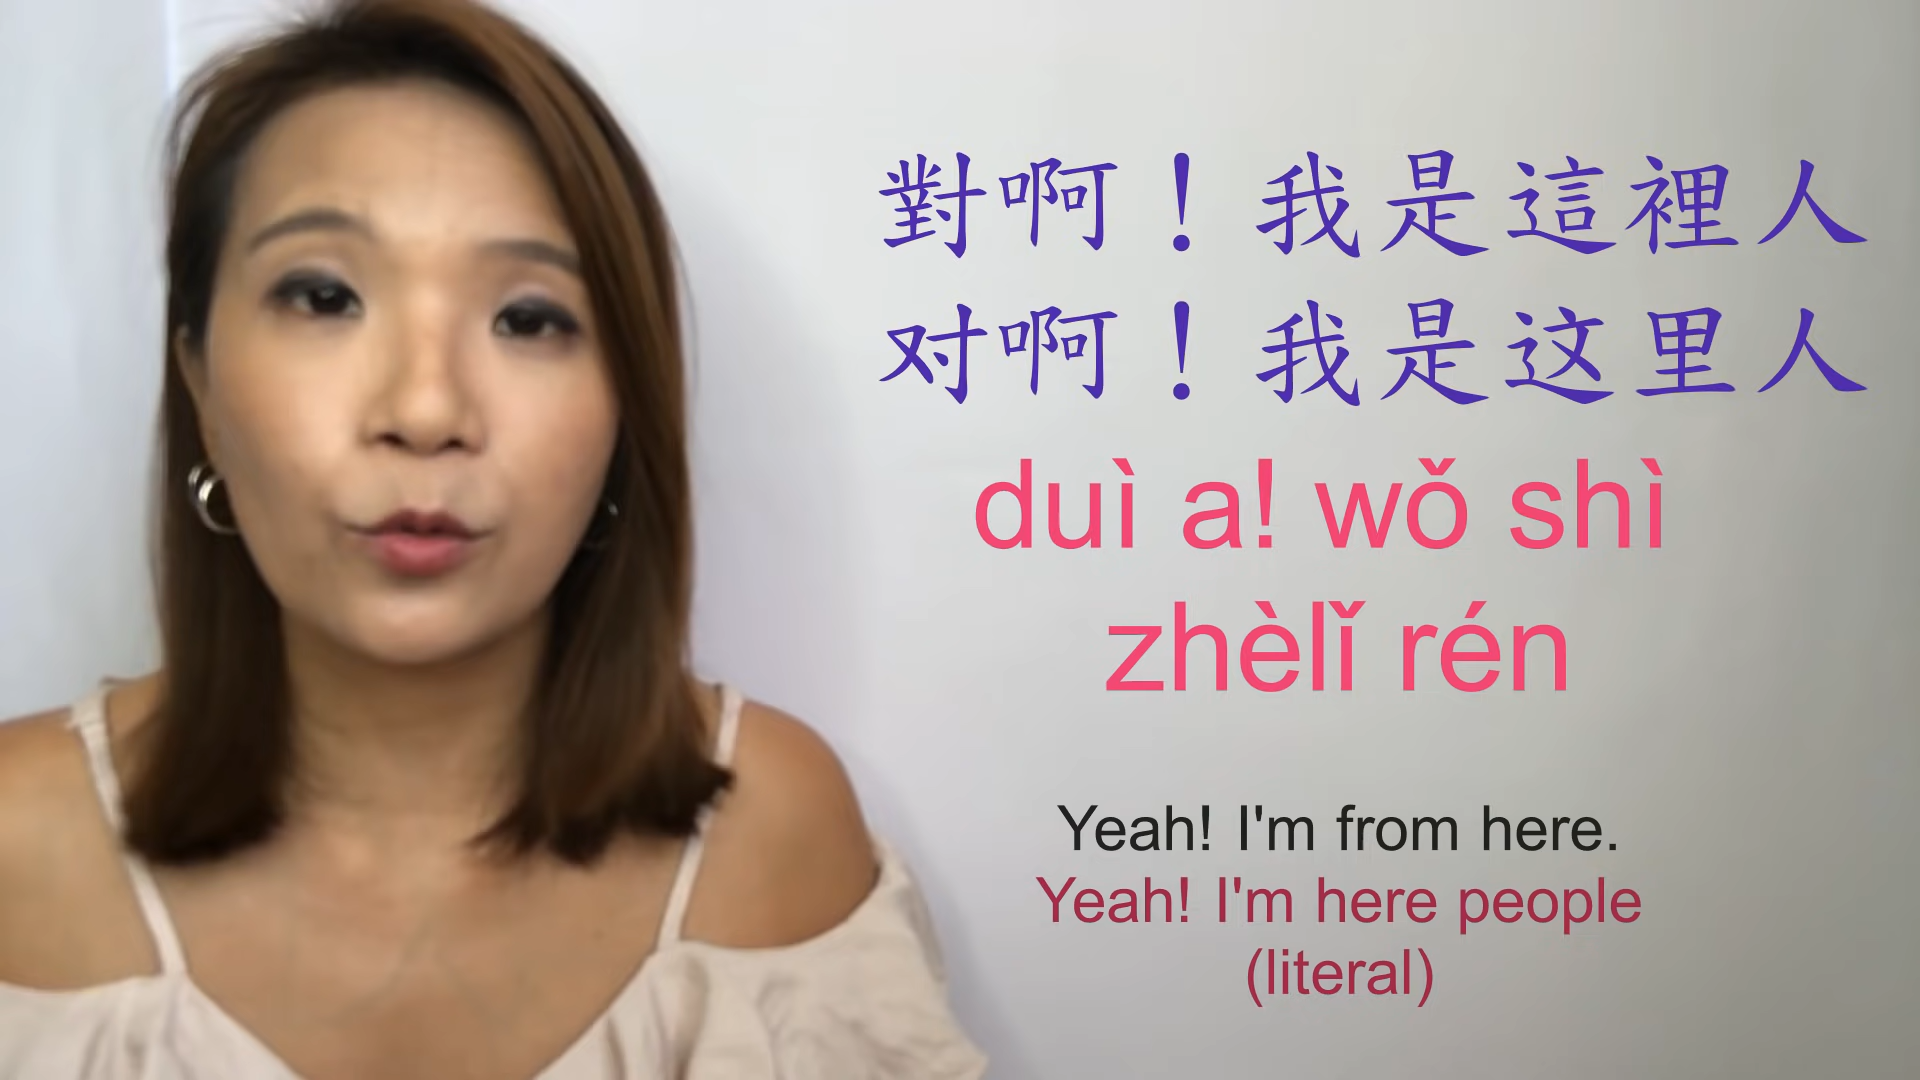 對啊！我是這裡人
对啊！我是这里人
duì a! wǒ shì
zhèlǐ rén
Yeah! I'm from here.
Yeah! I'm here people
(literal)